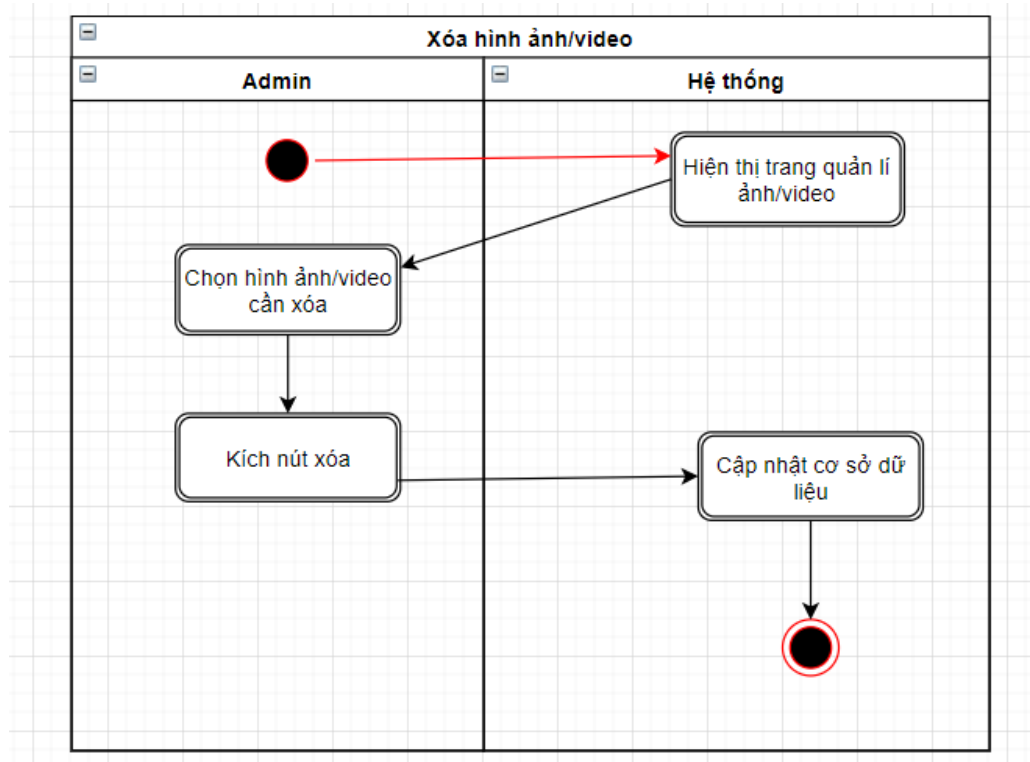 Xóa hình ảnh/video
Admin
Hệ thống
Hiện thị trang quản lí
ảnh/video
Chọn hình ảnh/video
cần xóa
Kích nút xóa
Cập nhật cơ sở dữ
liệu